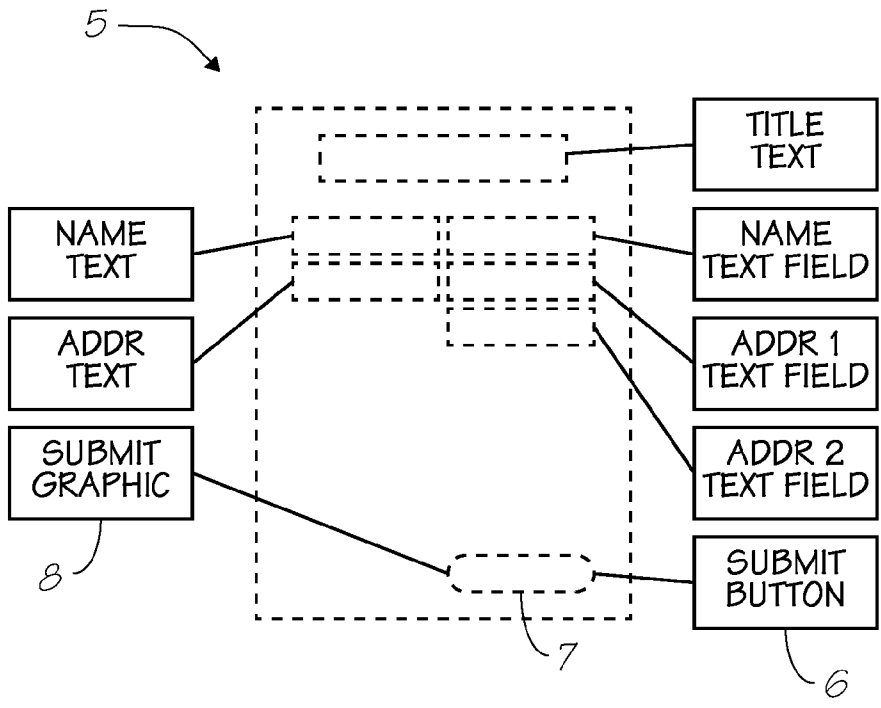 5
TITLE
TEXT
NAME
TEXT
NAME
TEXT FIELD
ADDR
TEXT
ADDR 1
TEXT FIELD
SUBMIT
GRAPHIC
ADDR 2
TEXT FIELD
SUBMIT
BUTTON
8
7
6